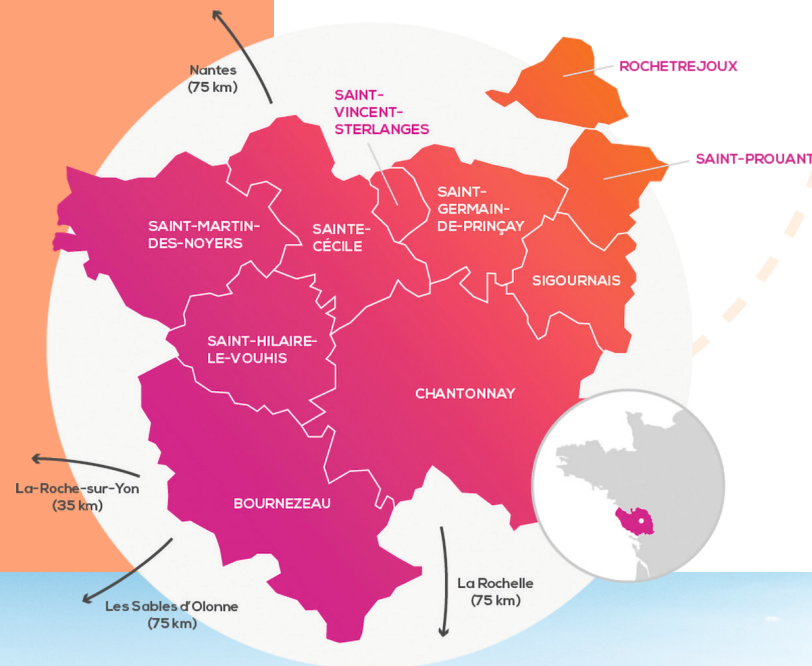 Nantes
(75 km)
SAINT-
VINCENT-
STERLANGES
ROCHETREJOUX
SAINT-PROUANT
SAINT-MARTIN-
DES-NOYERS
SAINTE-
CÉCILE
SAINT-
GERMAIN-
DE-PRINÇAY
SIGOURNAIS
SAINT-HILAIRE-
LE-VOUHIS
CHANTONNAY
La-Roche-sur-Yon
(35 km)
BOURNEZEAU
Les Sables d'Olonne
(75 km)
La Rochelle
(75 km)